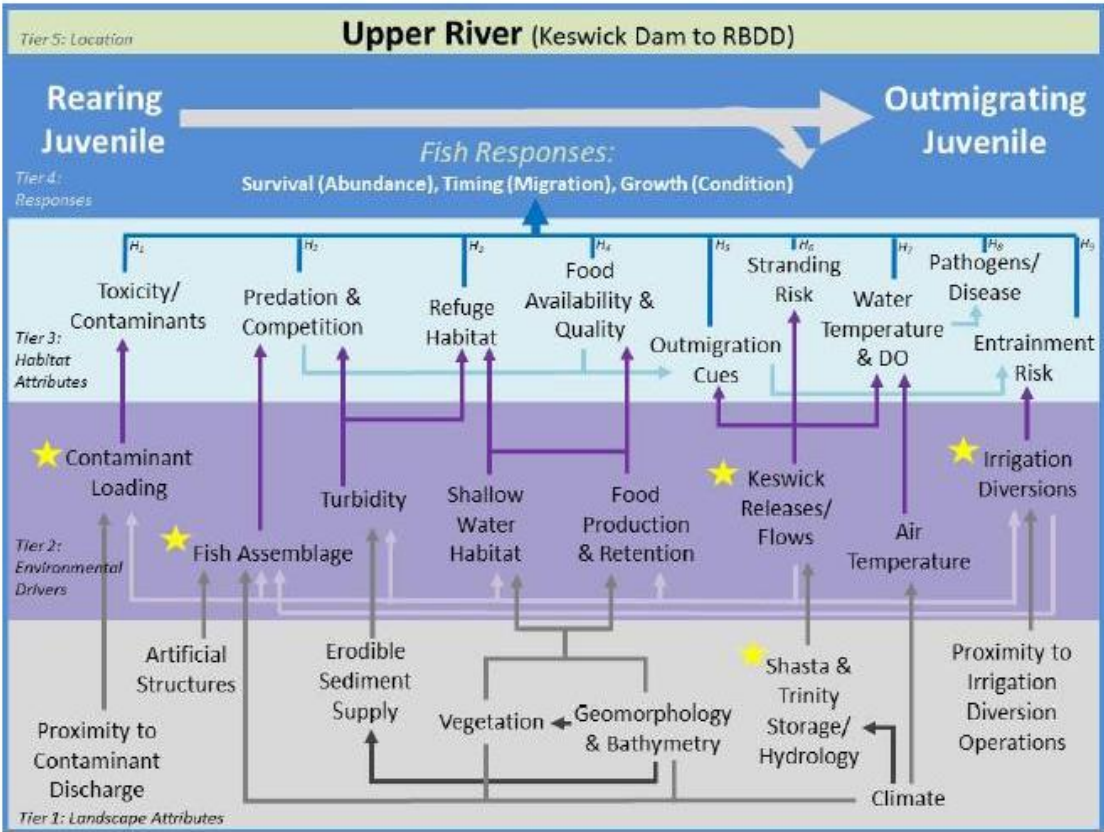 Tier 5: Location
Upper River (Keswick Dam to RBDD)
Rearing
Juvenile
Outmigrating
Juvenile
Fish Responses:
Survival (Abundance), Timing (Migration), Growth (Condition)
Tier 4:
Responses
H1
H2
H3
H4
H5
H6
H7
H8
H9
Toxicity/
Contaminants
Predation &
Competition
Refuge
Habitat
Food
Availability &
Quality
Outmigration
Cues
Stranding
Risk
Water
Temperature
& DO
Pathogens/
Disease
Entrainment
Risk
Tier 3:
Habitat
Attributes
Contaminant
Loading
Fish Assemblage
Turbidity
Shallow
Water
Habitat
Food
Production
& Retention
Keswick
Releases/
Flows
Air
Temperature
Irrigation
Diversions
Tier 2:
Environmental
Drivers
Artificial
Structures
Proximity to
Contaminant
Discharge
Erodible
Sediment
Supply
Vegetation
Geomorphology
& Bathymetry
Shasta &
Trinity
Storage/
Hydrology
Climate
Proximity to
Irrigation
Diversion
Operations
Tier 1: Landscape Attributes